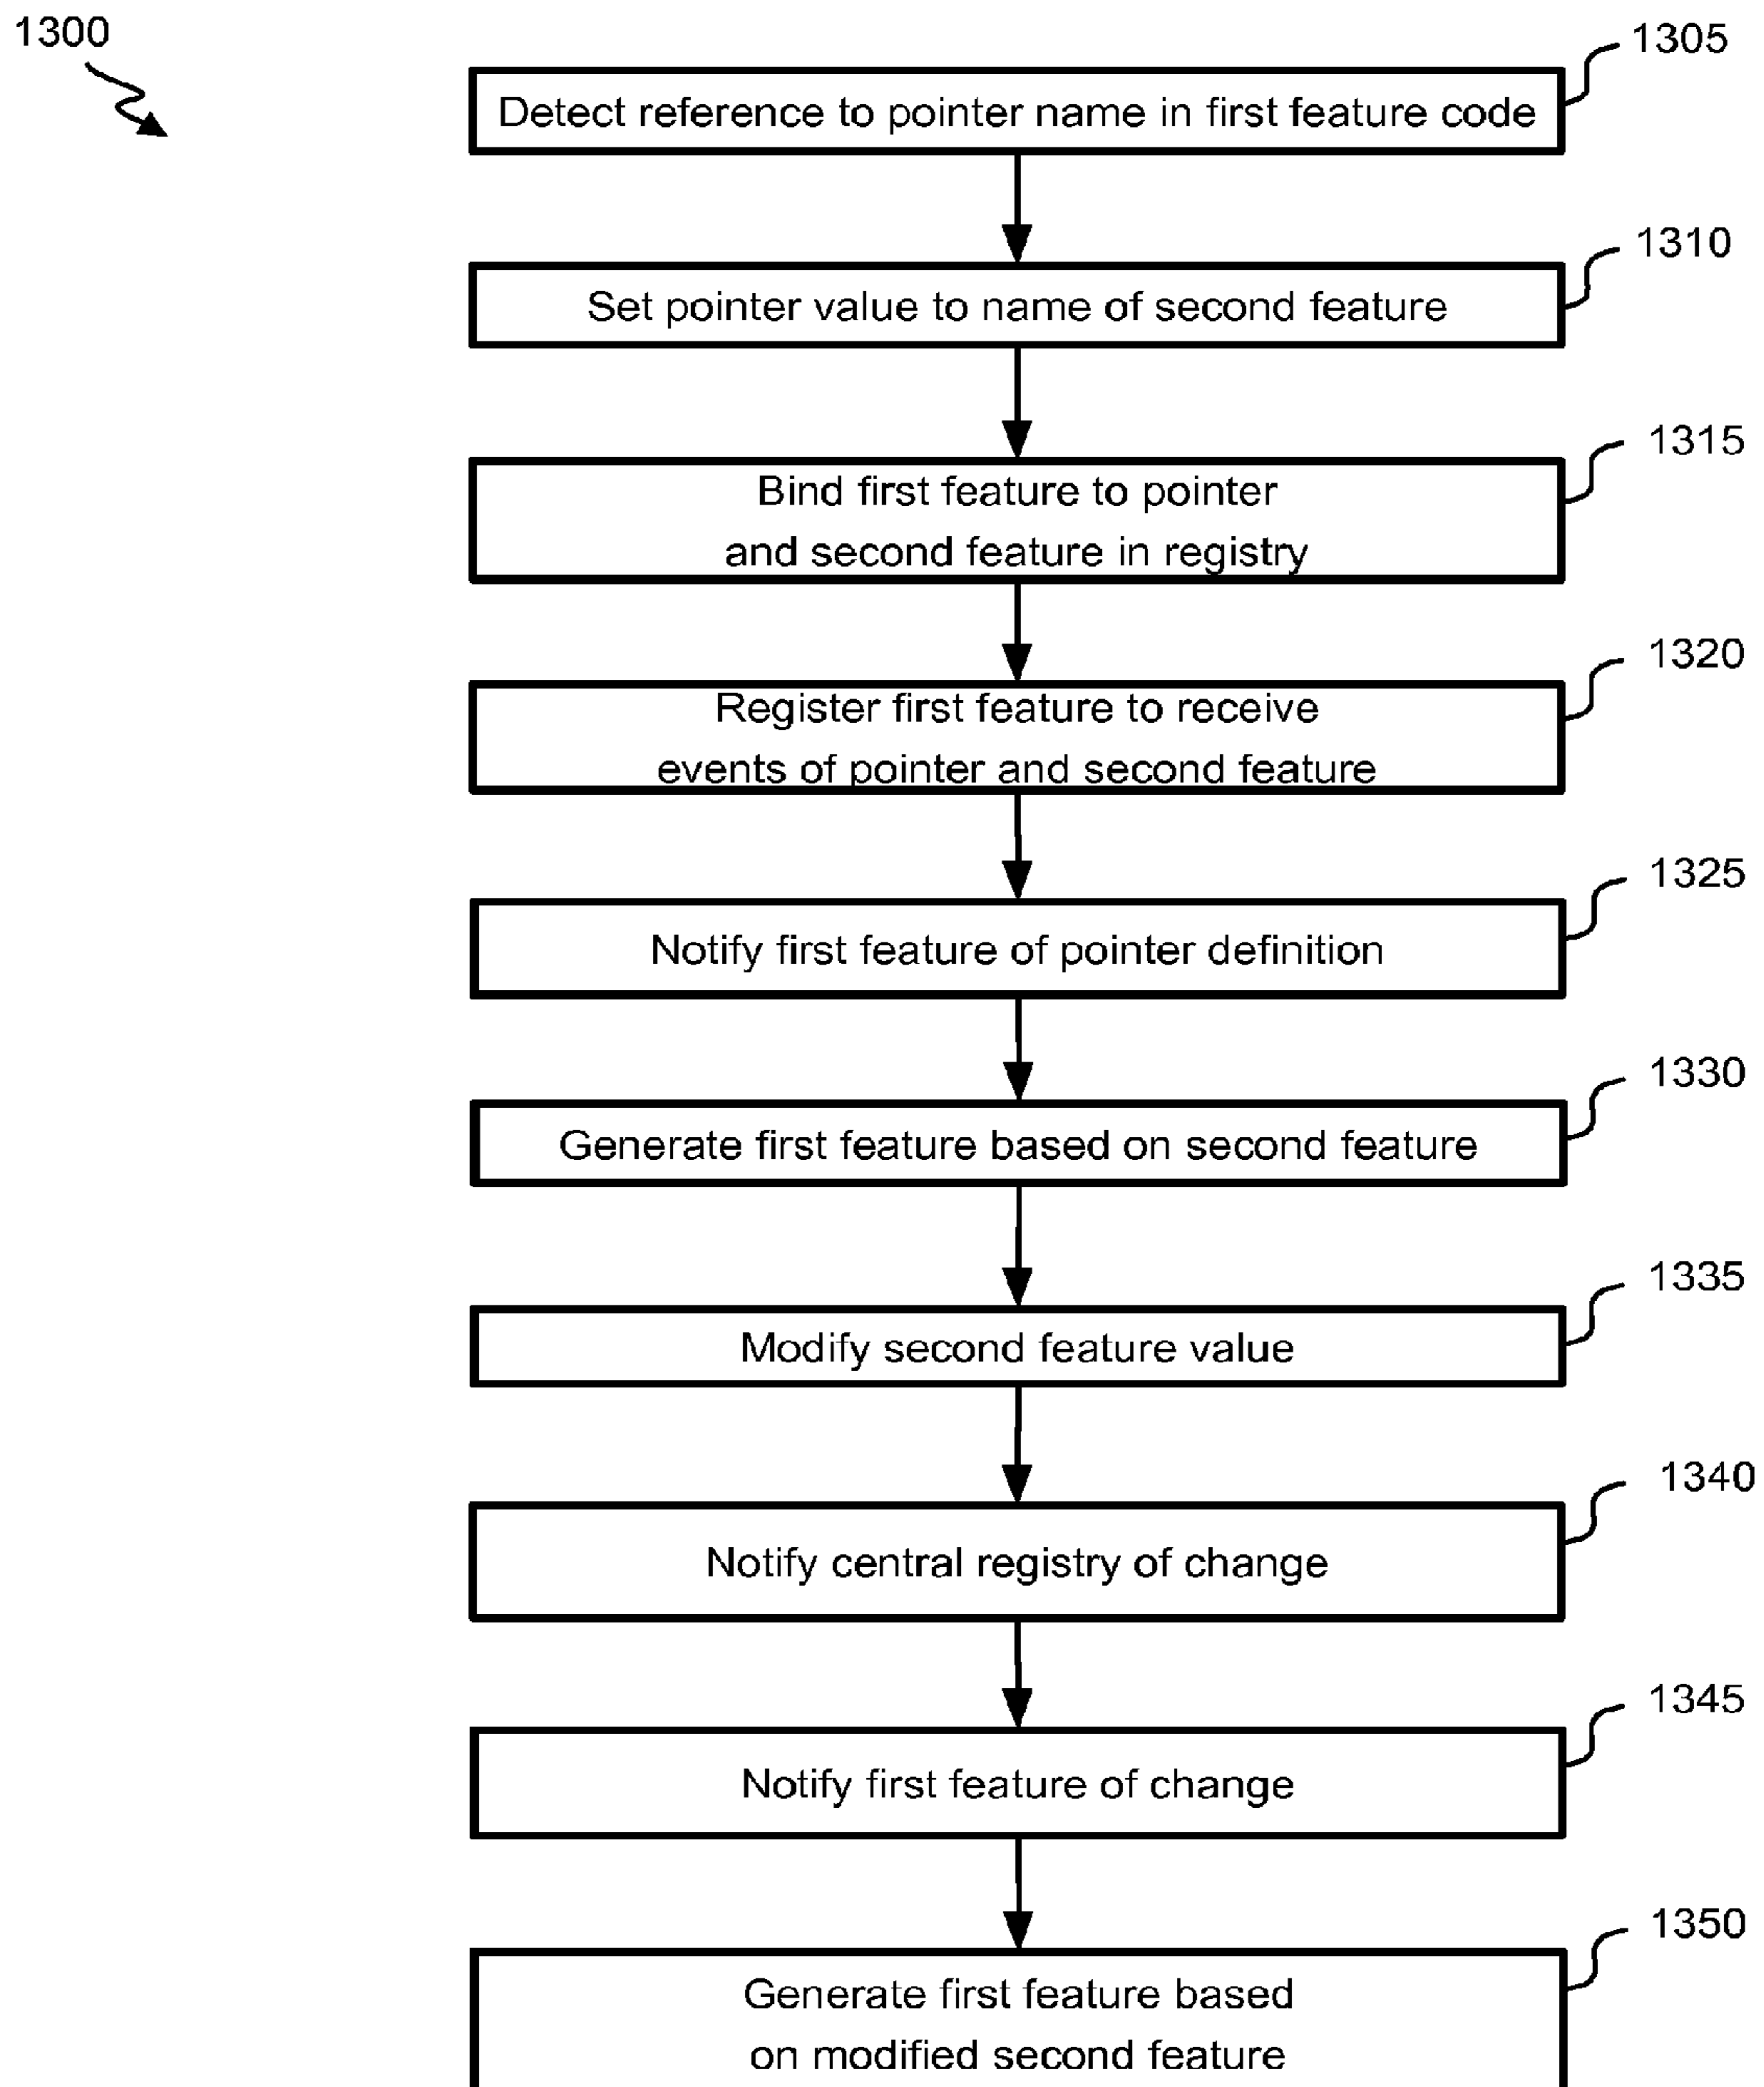 1300
1305
Detect reference to pointer name in first feature code
1310
Set pointer value to name of second feature
1315
Bind first feature to pointer
and second feature in registry
1320
Register first feature to receive
events of pointer and second feature
1325
Notify first feature of pointer definition
1330
Generate first feature based on second feature
1335
Modify second feature value
1340
Notify central registry of change
1345
Notify first feature of change
1350
Generate first feature based
on modified second feature